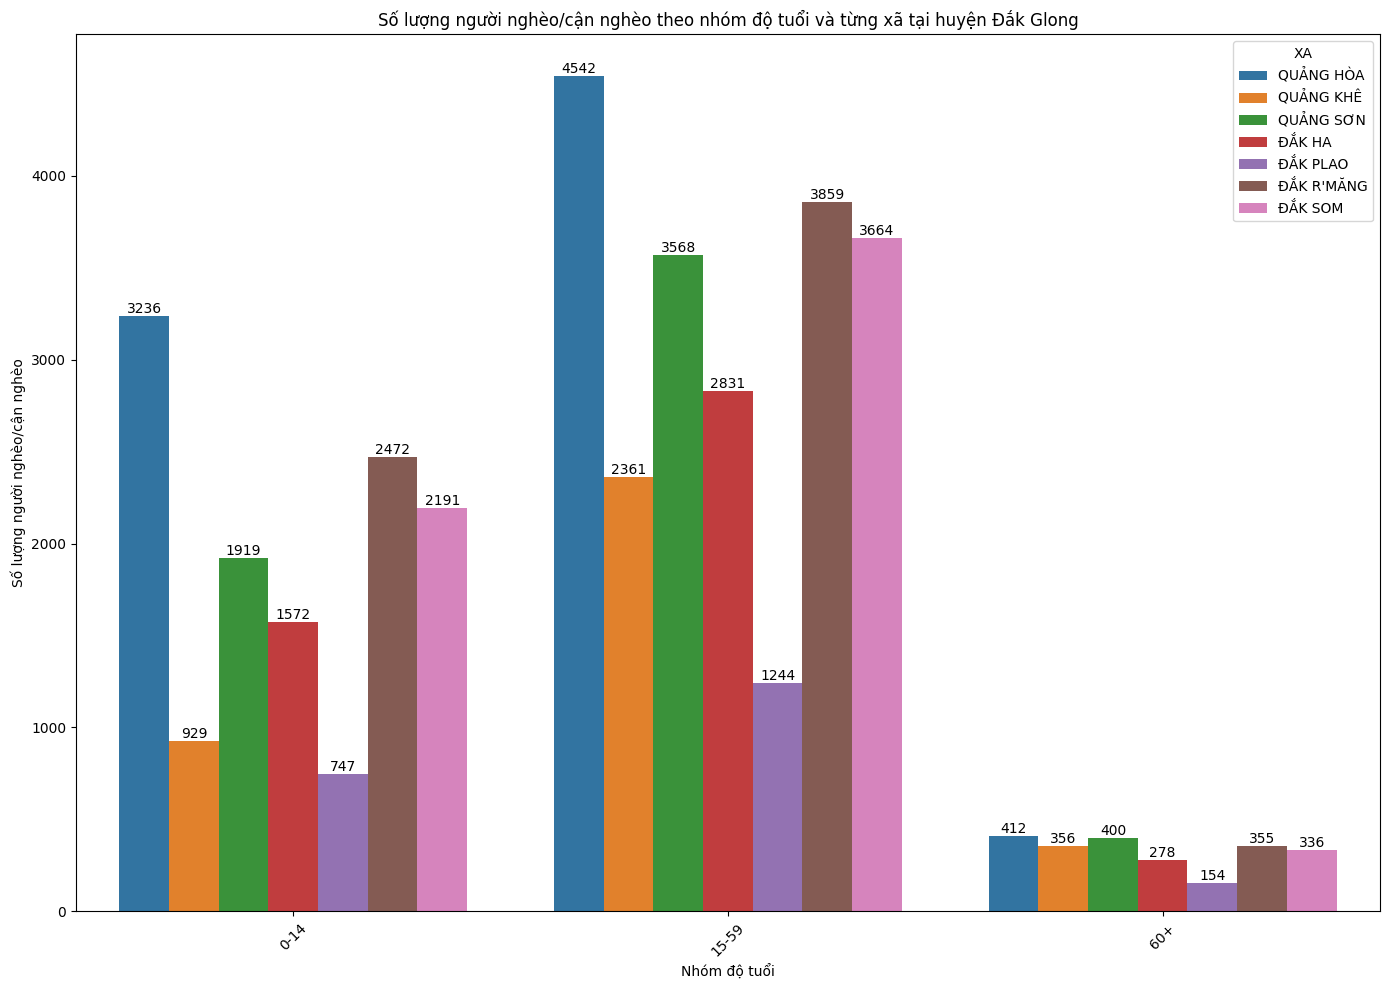 Số lượng người nghèo/cận nghèo theo nhóm độ tuổi và từng xã tại huyện Đắk Glong
XA
QUẢNG HÒA
QUẢNG KHÊ
QUẢNG SƠN
ĐẮK HA
ĐẮK PLAO
ĐẮK R'MĂNG
ĐẮK SOM
Số lượng người nghèo/cận nghèo
4000
3000
2000
1000
0
3236
929
1919
1572
747
2472
2191
4542
2361
3568
2831
1244
3859
3664
412
356
400
278
154
355
336
0-14
15-59
60+
Nhóm độ tuổi